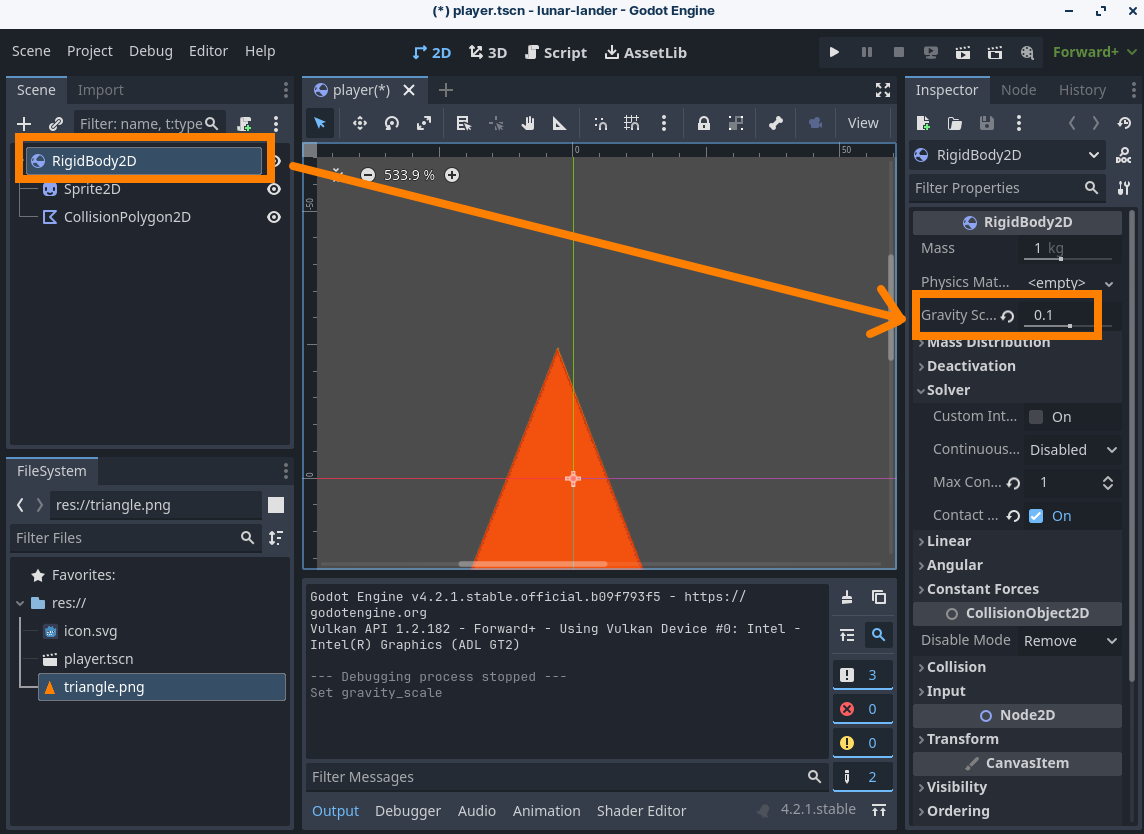 (*) player.tscn - lunar-lander - Godot Engine
Scene Project Debug Editor Help
2D 3D Script AssetLib
Forward+
Scene Import
Filter: name, t:type
RigidBody2D
Sprite2D
CollisionPolygon2D
FileSystem
res://triangle.png
Filter Files
Favorites:
res://
icon.svg
player.tscn
triangle.png
player(*)
View
0 50
533.9 %
-50
0
Godot Engine v4.2.1.stable.official.b09f793f5 - https://
godotengine.org
Vulkan API 1.2.182 - Forward+ - Using Vulkan Device #0: Intel -
Intel(R) Graphics (ADL GT2)
--- Debugging process stopped ---
Set gravity_scale
3
0
0
2
Filter Messages
Output Debugger Audio Animation Shader Editor 4.2.1.stable
Inspector Node History
RigidBody2D
Filter Properties
RigidBody2D
Mass 1 kg
Physics Mat... <empty>
Gravity Sc... 0.1
Mass Distribution
Deactivation
Solver
Custom Int... On
Continuous... Disabled
Max Con... 1
Contact ... On
Linear
Angular
Constant Forces
CollisionObject2D
Disable Mode Remove
Collision
Input
Node2D
Transform
CanvasItem
Visibility
Ordering